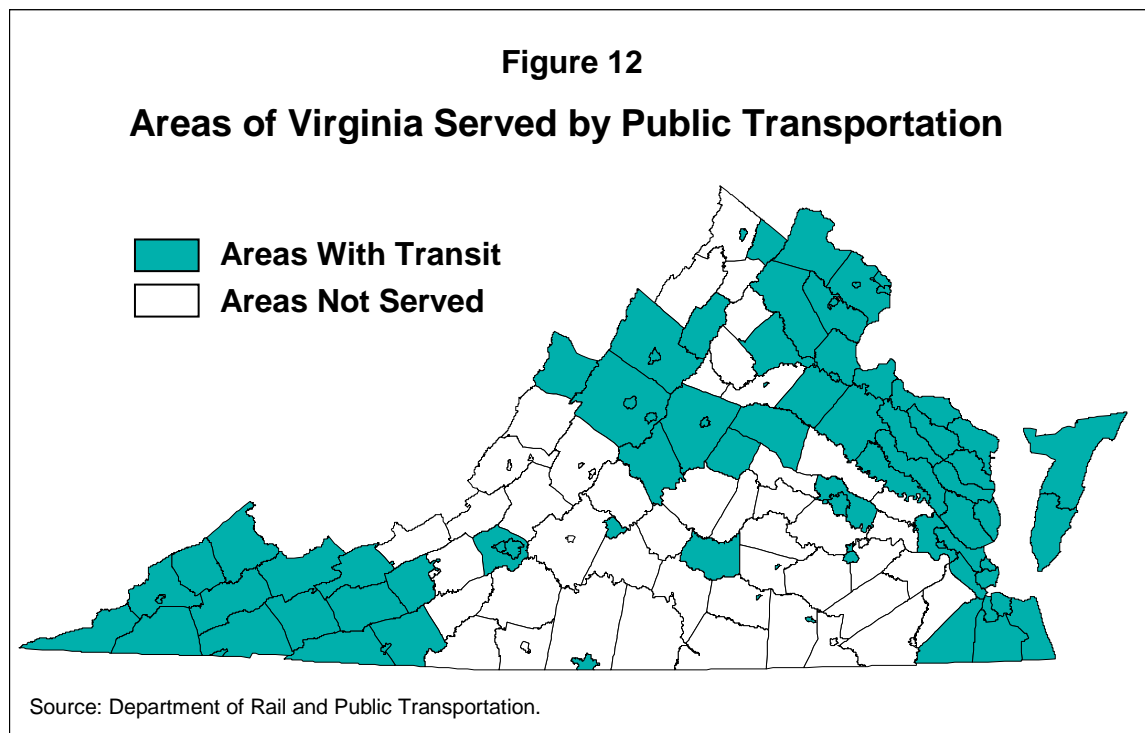 Figure 12
Areas of Virginia Served by Public Transportation
Areas With Transit
Areas Not Served
Source: Department of Rail and Public Transportation.